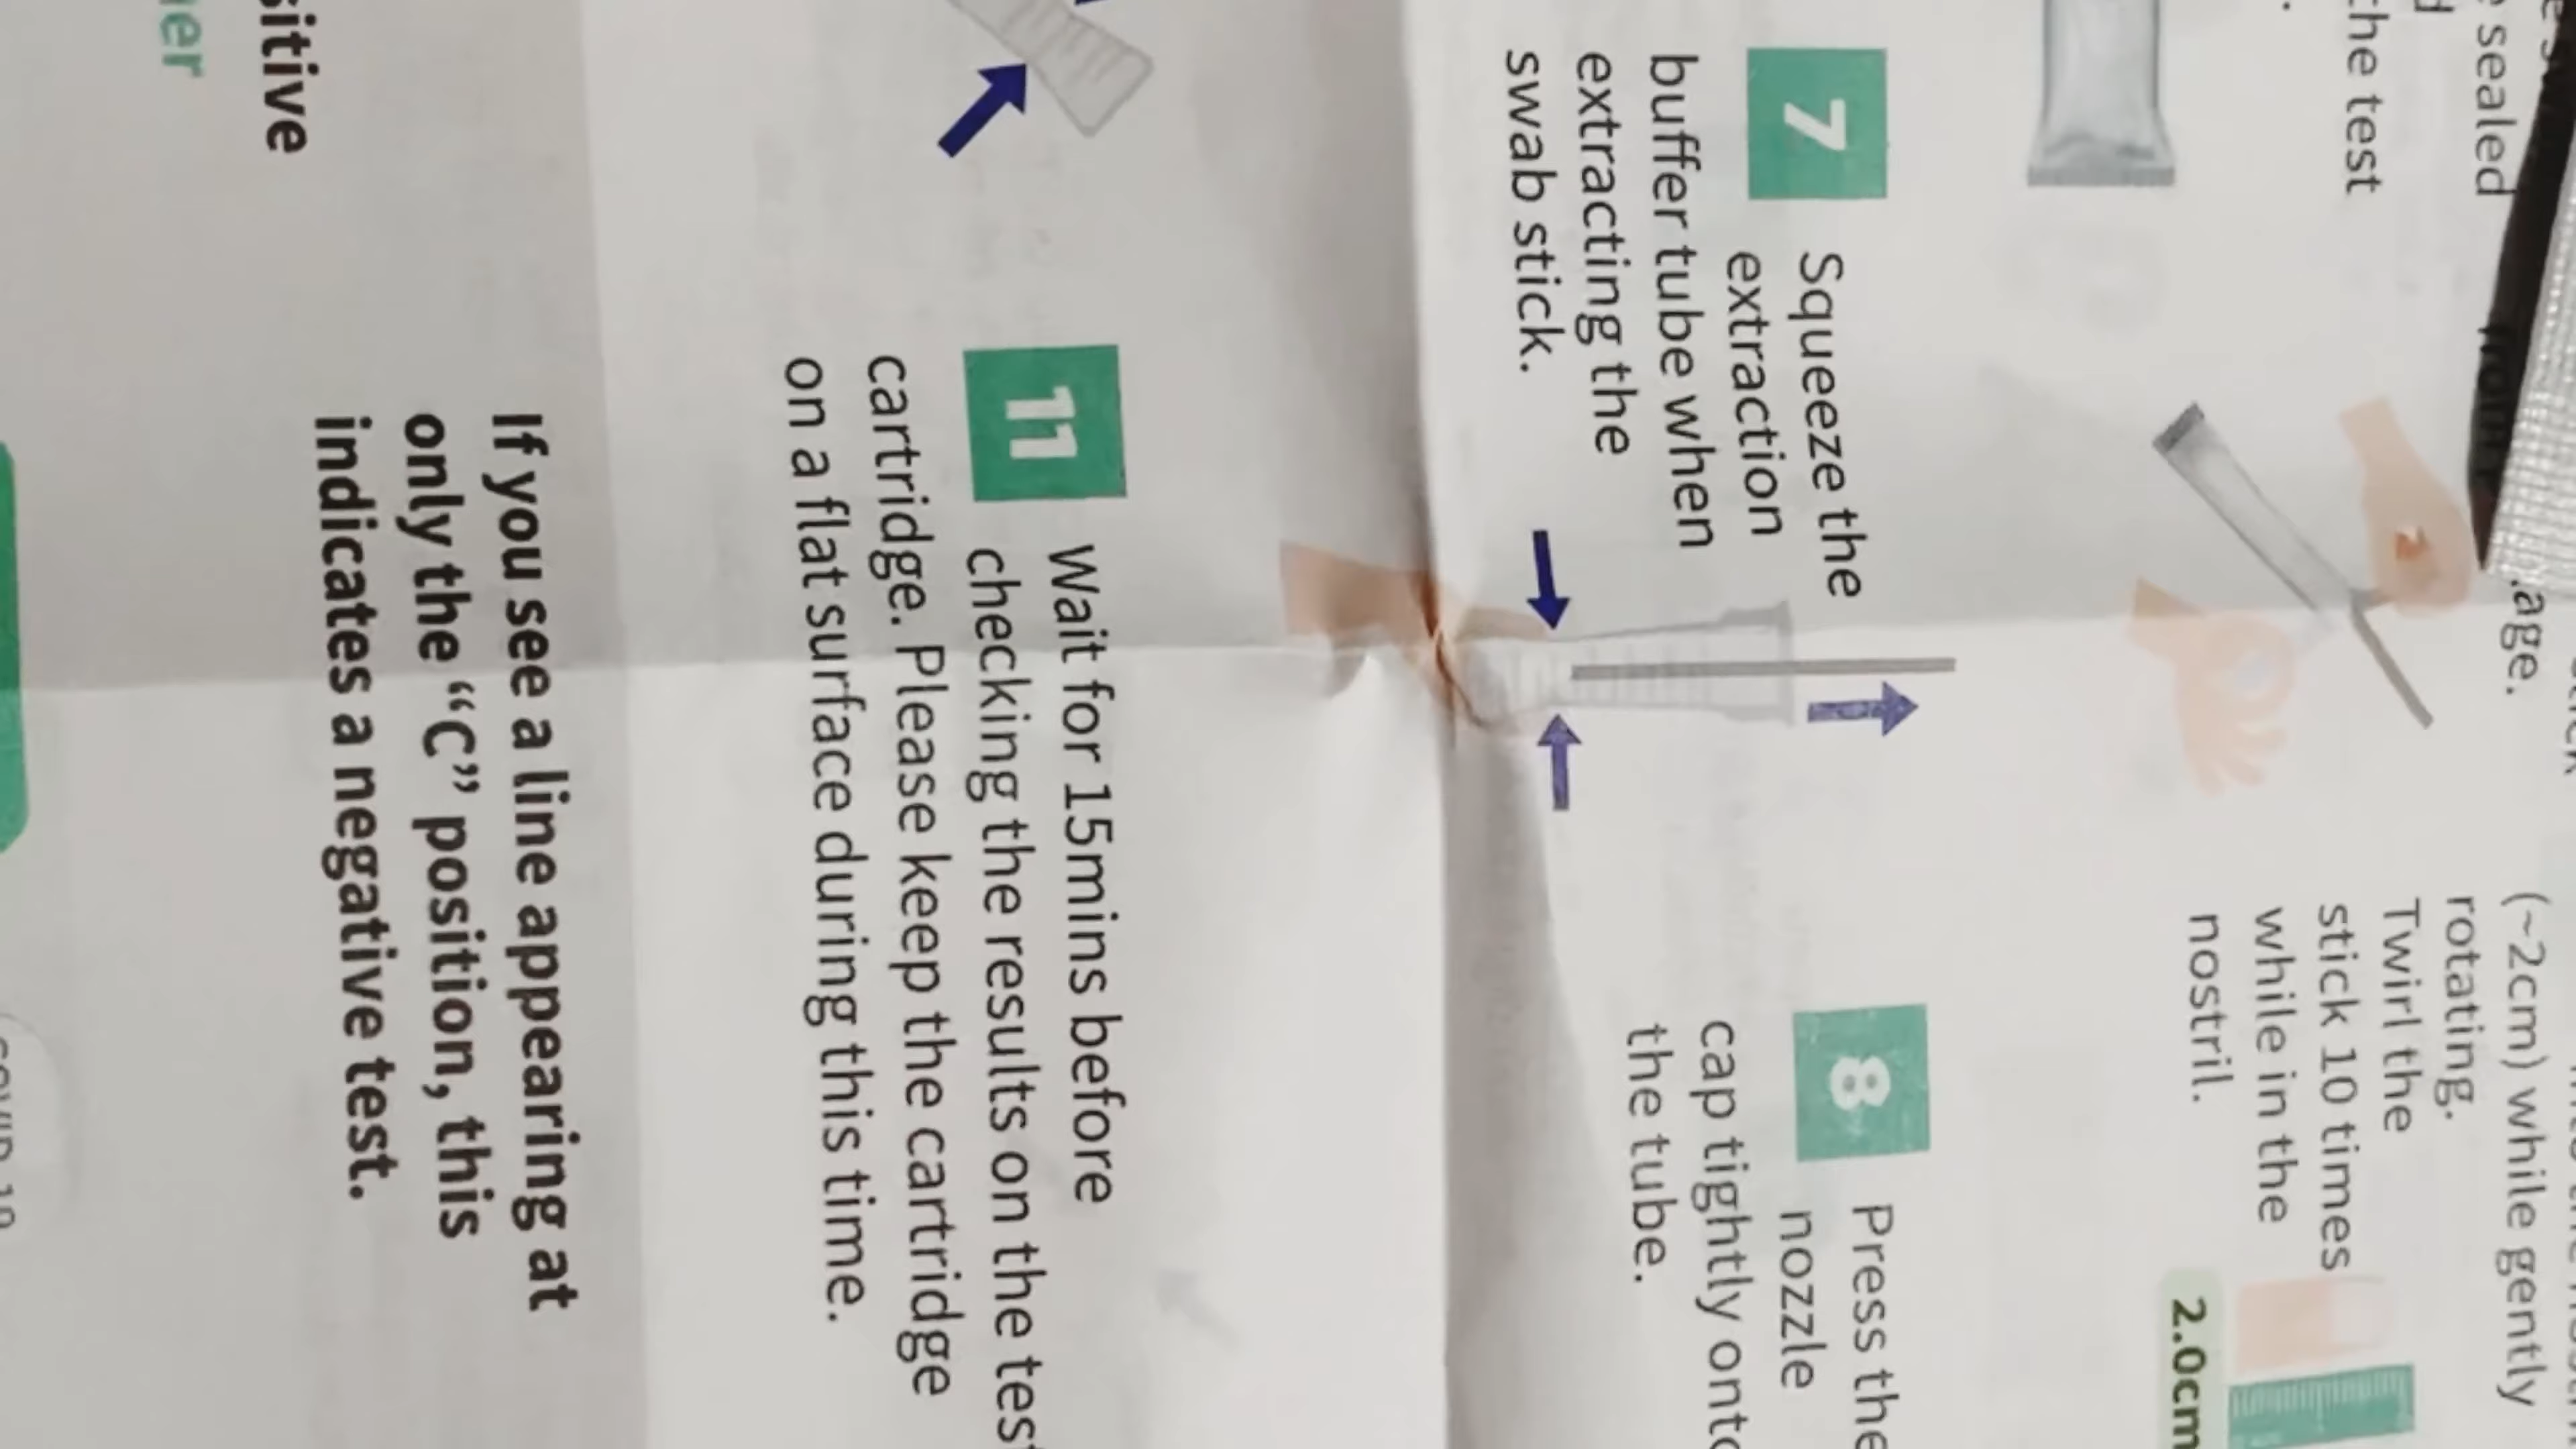 sealed
the test
age.
(~2cm) while gently
rotating.
Twirl the
stick 10 times
while in the
nostril.
2.0cm
7 Squeeze the
extraction
buffer tube when
extracting the
swab stick.
8 Press the
nozzle
cap tightly onto
the tube.
11 Wait for 15mins before
checking the results on the test
cartridge. Please keep the cartridge
on a flat surface during this time.
sitive
er
If you see a line appearing at
only the “C” position, this
indicates a negative test.